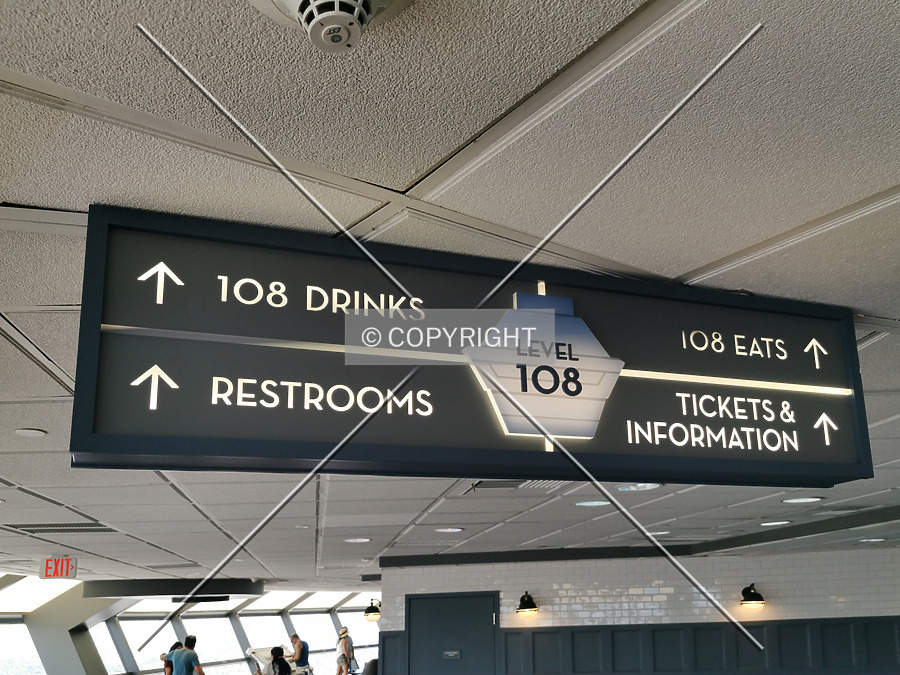 108 DRINKS
RESTROOMS
© COPYRIGHT
LEVEL
108
108 EATS
TICKETS &
INFORMATION
EXIT